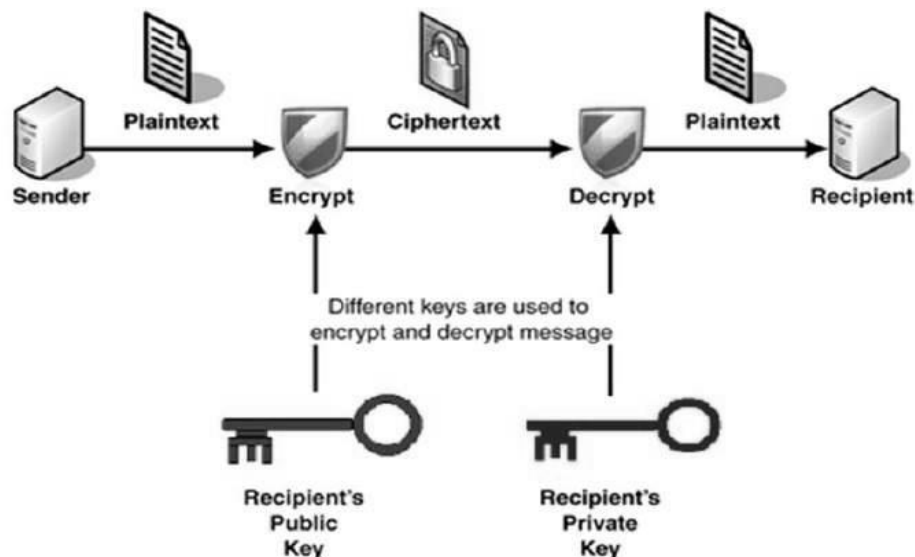 Plaintext
Ciphertext
Plaintext
Sender
Encrypt
Decrypt
Recipient
Different keys are used to
encrypt and decrypt message
Recipient's
Public
Key
Recipient's
Private
Key